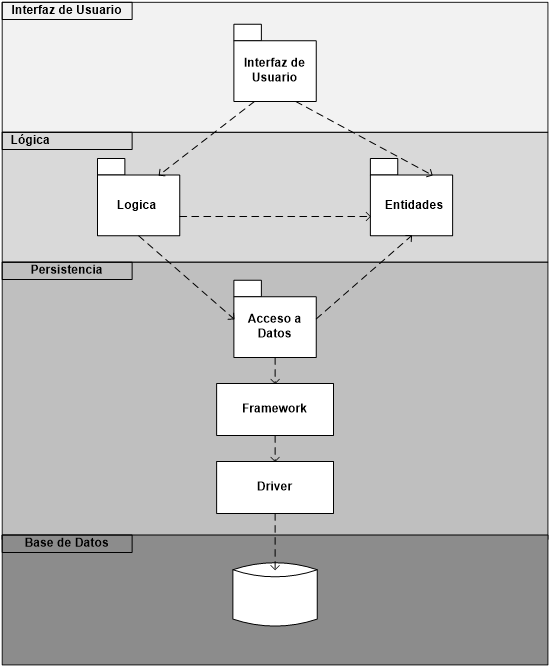 Interfaz de Usuario
Interfaz de
Usuario
Lógica
Logica
Entidades
Persistencia
Acceso a
Datos
Framework
Driver
Base de Datos